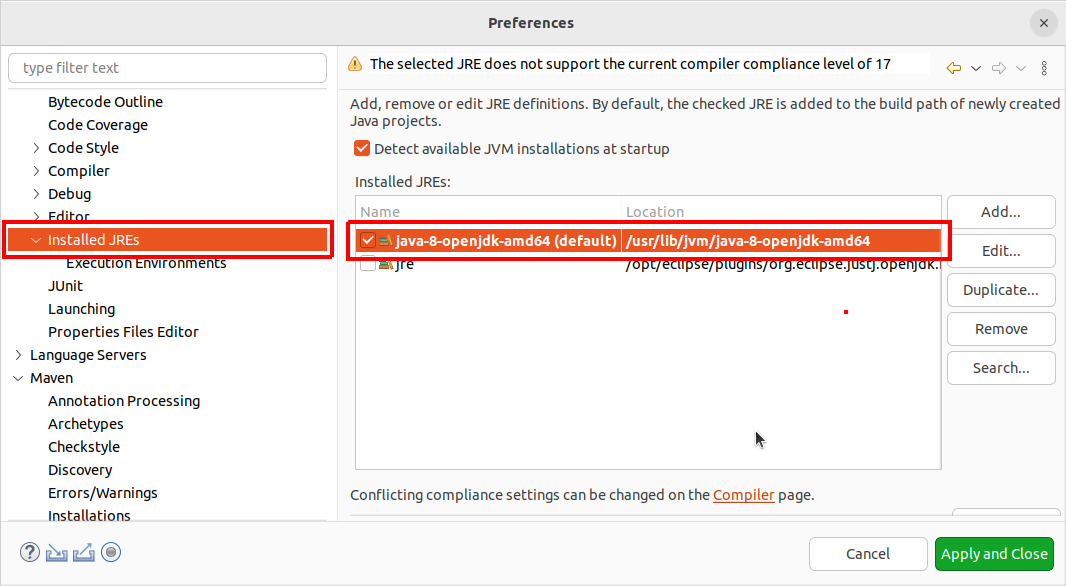 Preferences
type filter text
The selected JRE does not support the current compiler compliance level of 17
Bytecode Outline
Code Coverage
Code Style
Compiler
Debug
Editor
Installed JREs
Execution Environments
JUnit
Launching
Properties Files Editor
Language Servers
Maven
Annotation Processing
Archetypes
Checkstyle
Discovery
Errors/Warnings
Installations
Add, remove or edit JRE definitions. By default, the checked JRE is added to the build path of newly created
Java projects.
Detect available JVM installations at startup
Installed JREs:
Name Location
java-8-openjdk-amd64 (default) /usr/lib/jvm/java-8-openjdk-amd64
jre /opt/eclipse/plugins/org.eclipse.justj.openjdk.
Add...
Edit...
Duplicate...
Remove
Search...
Conflicting compliance settings can be changed on the Compiler page.
Cancel
Apply and Close